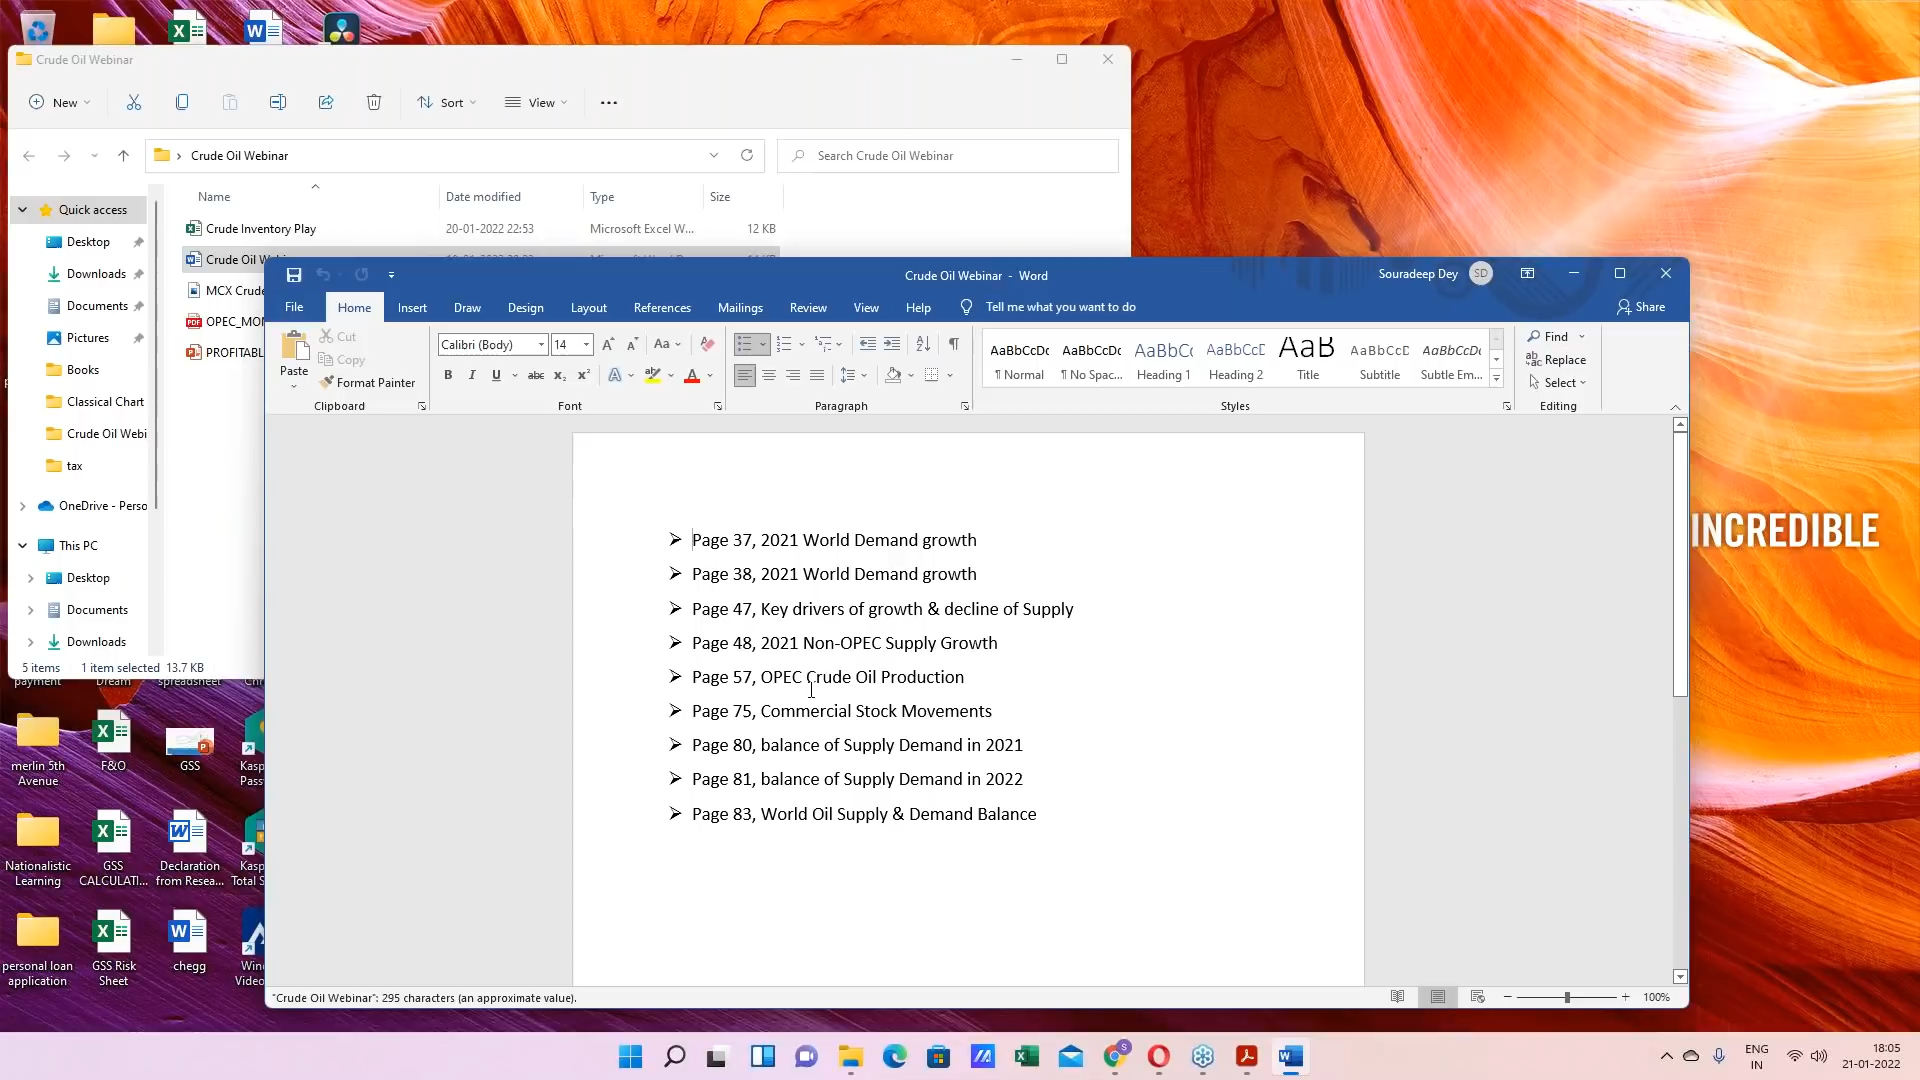 Crude Oil Webinar
New
Sort
View
Crude Oil Webinar
Search Crude Oil Webinar
Name
Date modified
Type
Size
Quick access
Desktop
Downloads
Documents
Pictures
Books
Classical Chart
Crude Oil Webi
tax
OneDrive - Perso
This PC
Desktop
Documents
Downloads
Crude Inventory Play
20-01-2022 22:53
Microsoft Excel W...
12 KB
Crude Oil
MCX Crude
PROFITABL
5 items
1 item selected
13.7 KB
Crude Oil Webinar - Word
Souradeep Dey
SD
File
Home
Insert
Draw
Design
Layout
References
Mailings
Review
View
Help
Tell me what you want to do
Share
Paste
Cut
Copy
Format Painter
Clipboard
Calibri (Body)
14
Font
Paragraph
AaBbCcDc
¶ Normal
AaBbCcDc
¶ No Spac...
AaBbCc
Heading 1
AaBbCcD
Heading 2
AaB
Title
AaBbCcD
Subtitle
AaBbCcDc
Subtle Em...
Styles
Find
Replace
Select
Editing
Page 37, 2021 World Demand growth
Page 38, 2021 World Demand growth
Page 47, Key drivers of growth & decline of Supply
Page 48, 2021 Non-OPEC Supply Growth
Page 57, OPEC Crude Oil Production
Page 75, Commercial Stock Movements
Page 80, balance of Supply Demand in 2021
Page 81, balance of Supply Demand in 2022
Page 83, World Oil Supply & Demand Balance
"Crude Oil Webinar": 295 characters (an approximate value).
100%
INCREDIBLE
payment
Dream
spreadsheet
merlin 5th
Avenue
F&O
GSS
Kasp
Pass
Nationalistic
Learning
GSS
CALCULATI...
Declaration
from Resea...
Kasp
Total S
personal loan
application
GSS Risk
Sheet
chegg
Win
Video
ENG
IN
18:05
21-01-2022